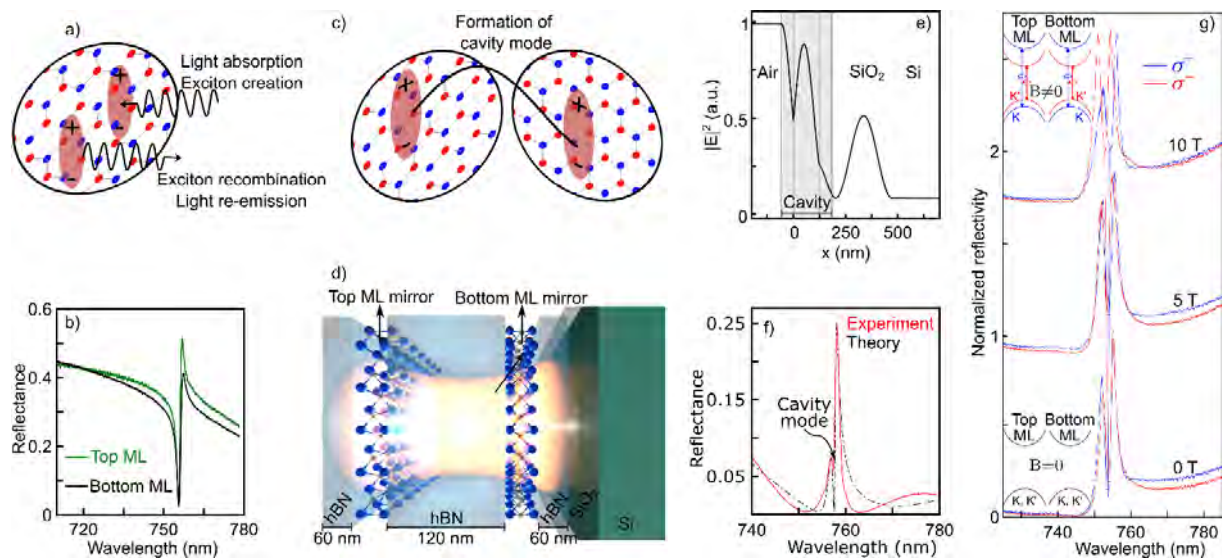 a)
Light absorption
Exciton creation
Exciton recombination
Light re-emission
c)
Formation of
cavity mode
e)
|E|² (a.u.)
1
0.5
0
Air
SiO₂
Si
Cavity
0
250
500
x (nm)
g)
Top Bottom
ML ML
σ⁻
σ⁻
B≠0
K' K'
K K
10 T
5 T
0 T
Top Bottom
ML ML
B=0
K, K' K, K'
Normalized reflectivity
2
1
0
740 760 780
Wavelength (nm)
b)
Reflectance
0.6
0.4
0.2
0
Top ML
Bottom ML
720 750 780
Wavelength (nm)
d)
Top ML mirror
Bottom ML mirror
hBN
60 nm
hBN
120 nm
hBN
60 nm
SiO₂
Si
f)
Reflectance
0.25
0.15
0.05
Experiment
Theory
Cavity
mode
740 760 780
Wavelength (nm)